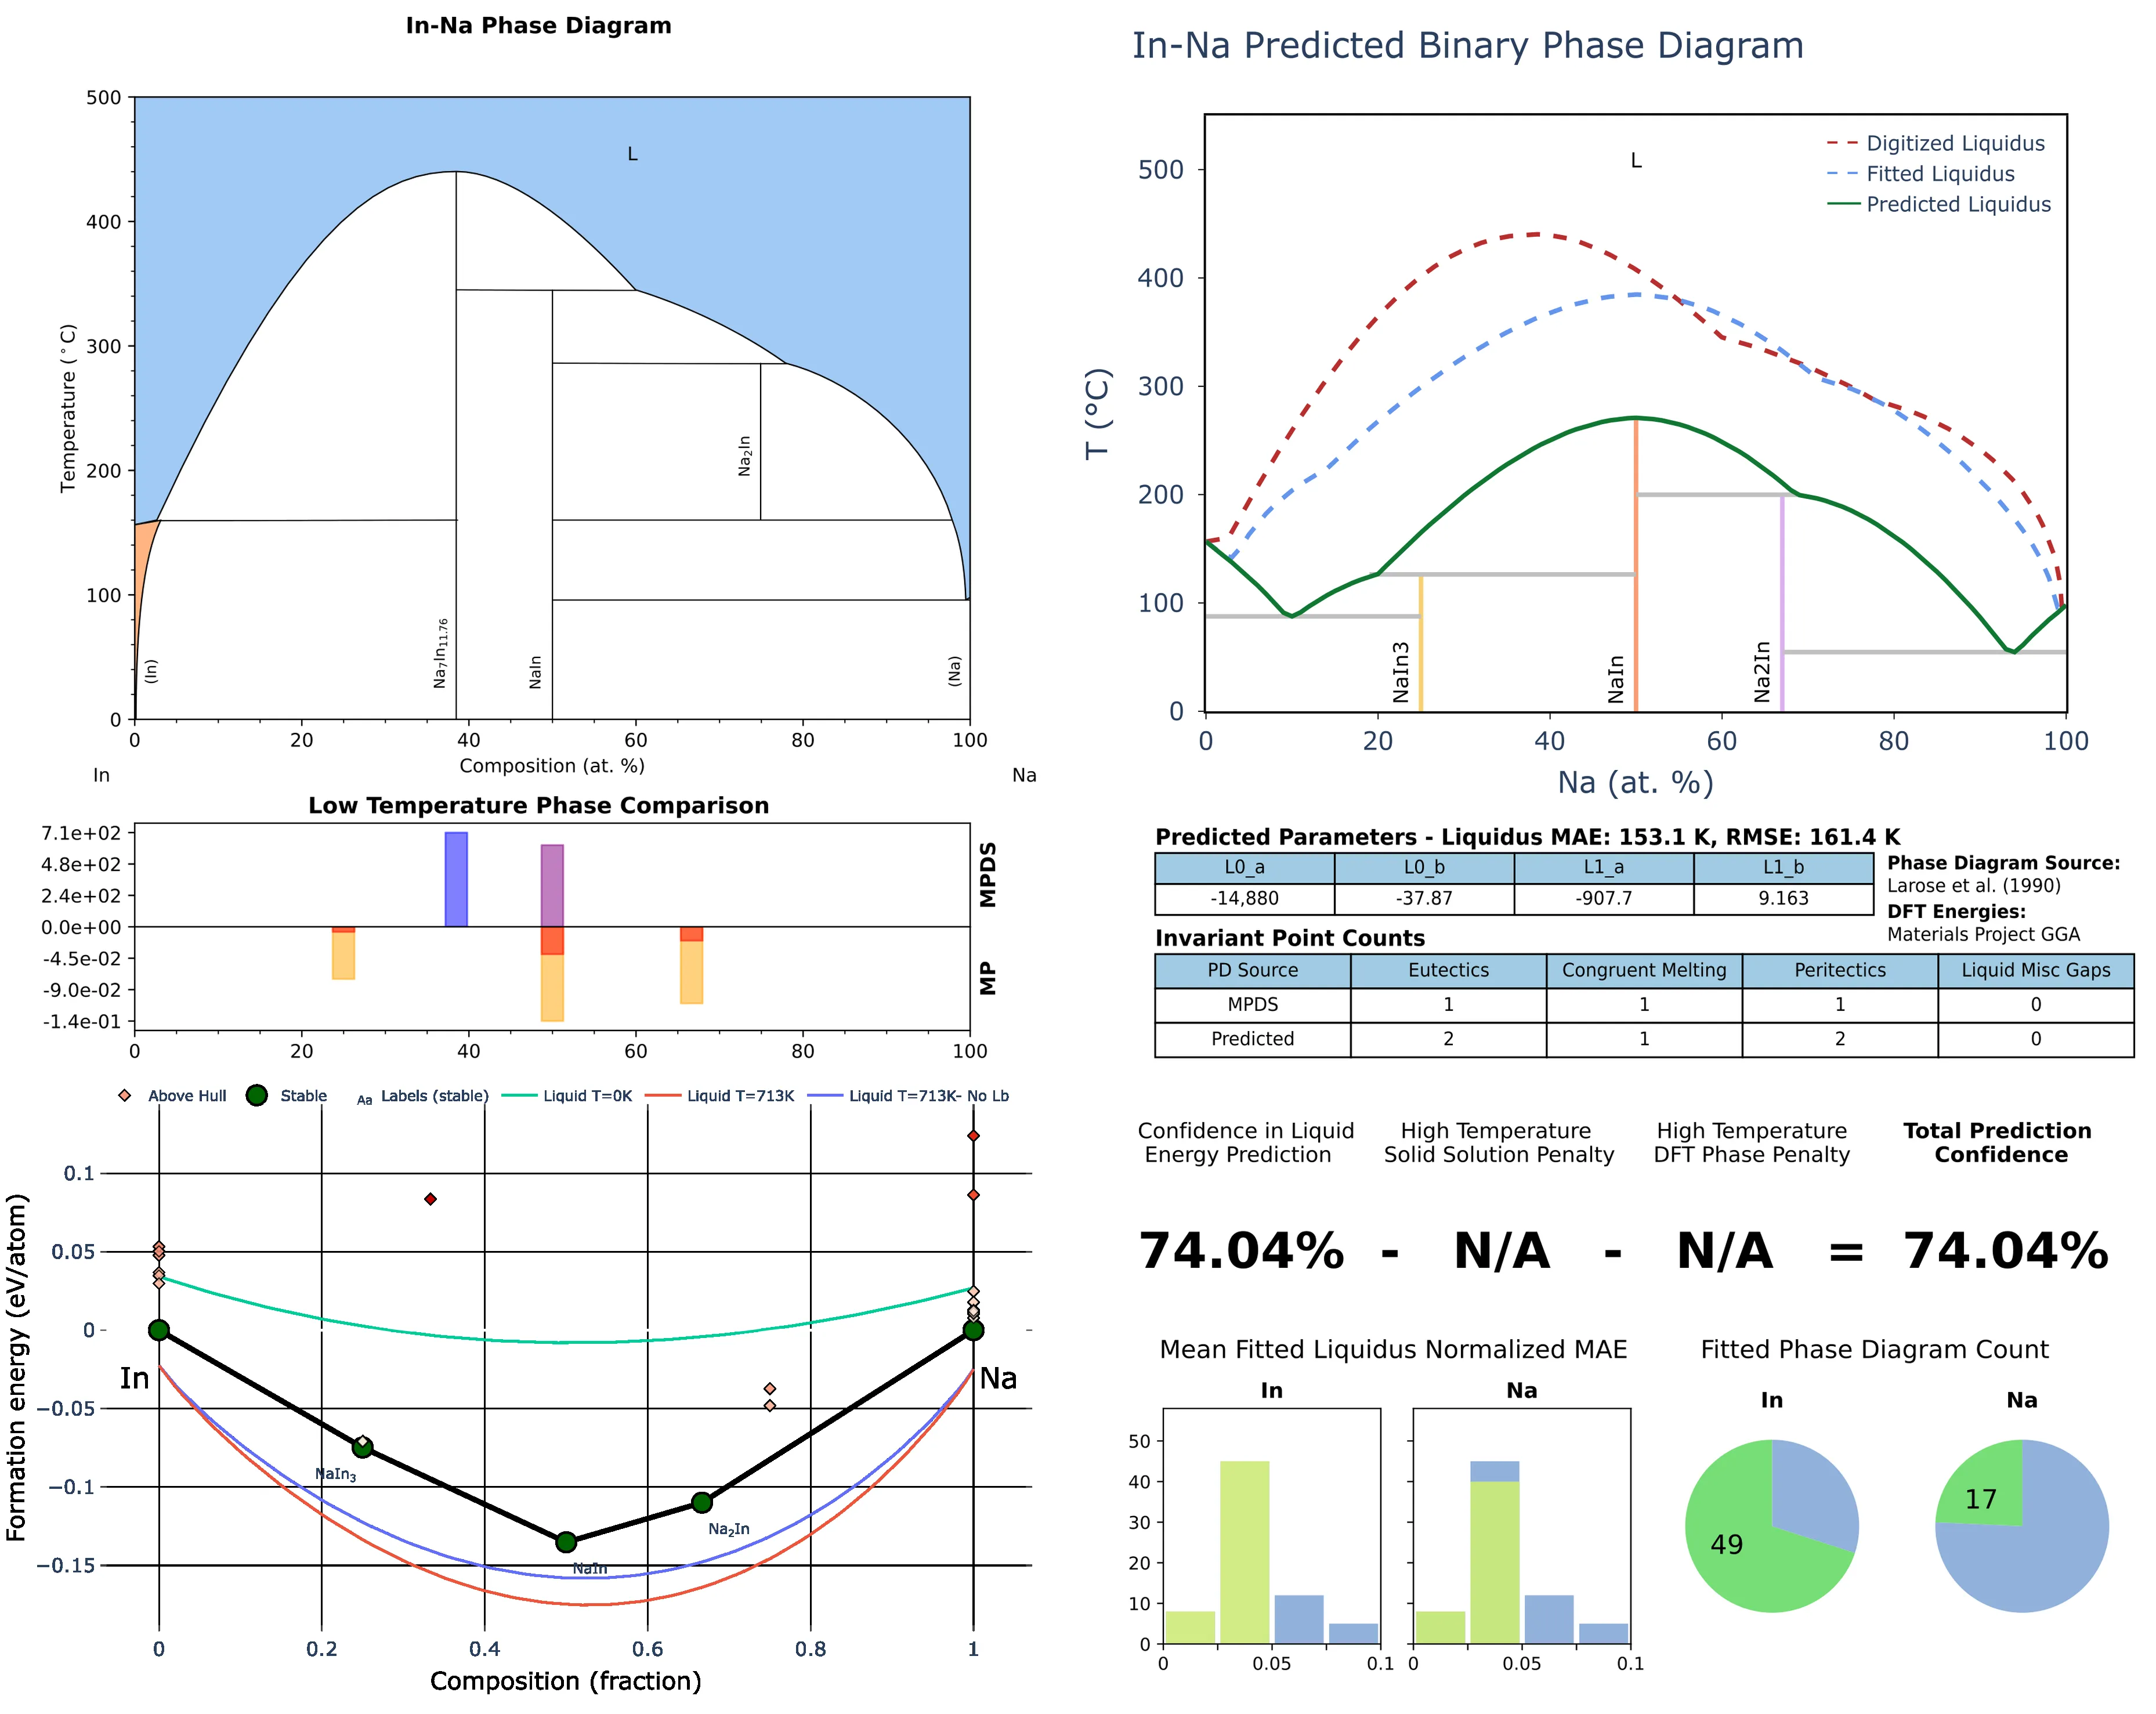 In-Na Phase Diagram
500
400
300
200
100
0
Temperature (°C)
L
(In)
Na₇In₁₁.₇₆
NaIn
Na₂In
(Na)
0 20 40 60 80 100
Composition (at. %)
In Na
Low Temperature Phase Comparison
7.1e+02
4.8e+02
2.4e+02
0.0e+00
-4.5e-02
-9.0e-02
-1.4e-01
MPDS
MP
0 20 40 60 80 100
Above Hull Stable Aa Labels (stable) Liquid T=0K Liquid T=713K Liquid T=713K- No Lb
0.1
0.05
0
−0.05
−0.1
−0.15
Formation energy (eV/atom)
In
Na
NaIn₃
Na₂In
NaIn
0 0.2 0.4 0.6 0.8 1
Composition (fraction)
In-Na Predicted Binary Phase Diagram
500
400
300
200
100
0
T (°C)
L
Digitized Liquidus
Fitted Liquidus
Predicted Liquidus
NaIn3
NaIn
Na2In
0 20 40 60 80 100
Na (at. %)
Predicted Parameters - Liquidus MAE: 153.1 K, RMSE: 161.4 K
L0_a L0_b L1_a L1_b
-14,880 -37.87 -907.7 9.163
Phase Diagram Source:
Larose et al. (1990)
DFT Energies:
Materials Project GGA
Invariant Point Counts
PD Source Eutectics Congruent Melting Peritectics Liquid Misc Gaps
MPDS 1 1 1 0
Predicted 2 1 2 0
Confidence in Liquid
Energy Prediction
High Temperature
Solid Solution Penalty
High Temperature
DFT Phase Penalty
Total Prediction
Confidence
74.04% - N/A - N/A = 74.04%
Mean Fitted Liquidus Normalized MAE
In
Na
50
40
30
20
10
0
0 0.05 0.1
0 0.05 0.1
Fitted Phase Diagram Count
In
Na
49
17